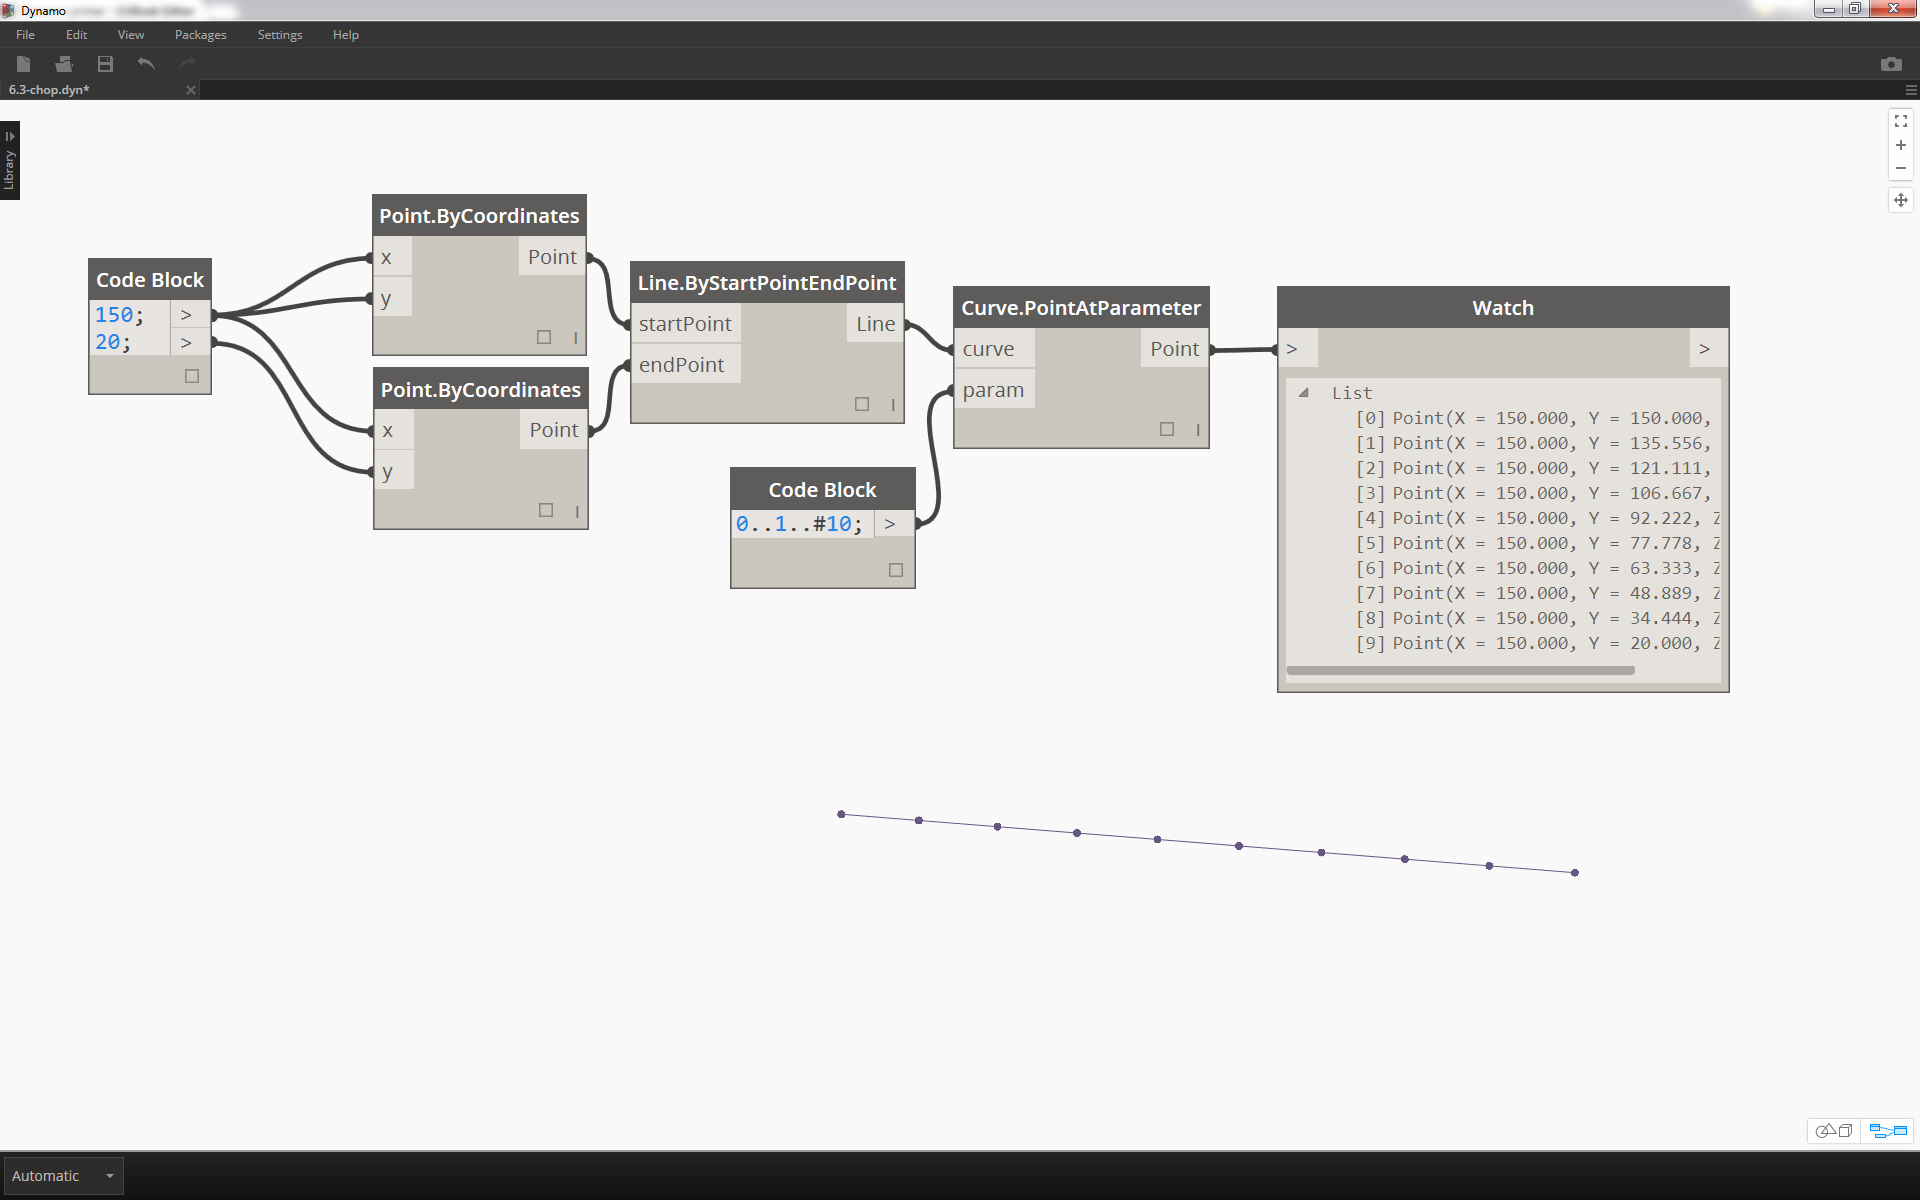 Dynamo
File Edit View Packages Settings Help
6.3-chop.dyn*
Library
Code Block
150; >
20; >
Point.ByCoordinates
x Point
y
Point.ByCoordinates
x Point
y
Line.ByStartPointEndPoint
startPoint Line
endPoint
Code Block
0..1..#10; >
Curve.PointAtParameter
curve Point
param
Watch
> >
List
[0] Point(X = 150.000, Y = 150.000,
[1] Point(X = 150.000, Y = 135.556,
[2] Point(X = 150.000, Y = 121.111,
[3] Point(X = 150.000, Y = 106.667,
[4] Point(X = 150.000, Y = 92.222, Z
[5] Point(X = 150.000, Y = 77.778, Z
[6] Point(X = 150.000, Y = 63.333, Z
[7] Point(X = 150.000, Y = 48.889, Z
[8] Point(X = 150.000, Y = 34.444, Z
[9] Point(X = 150.000, Y = 20.000, Z
Automatic